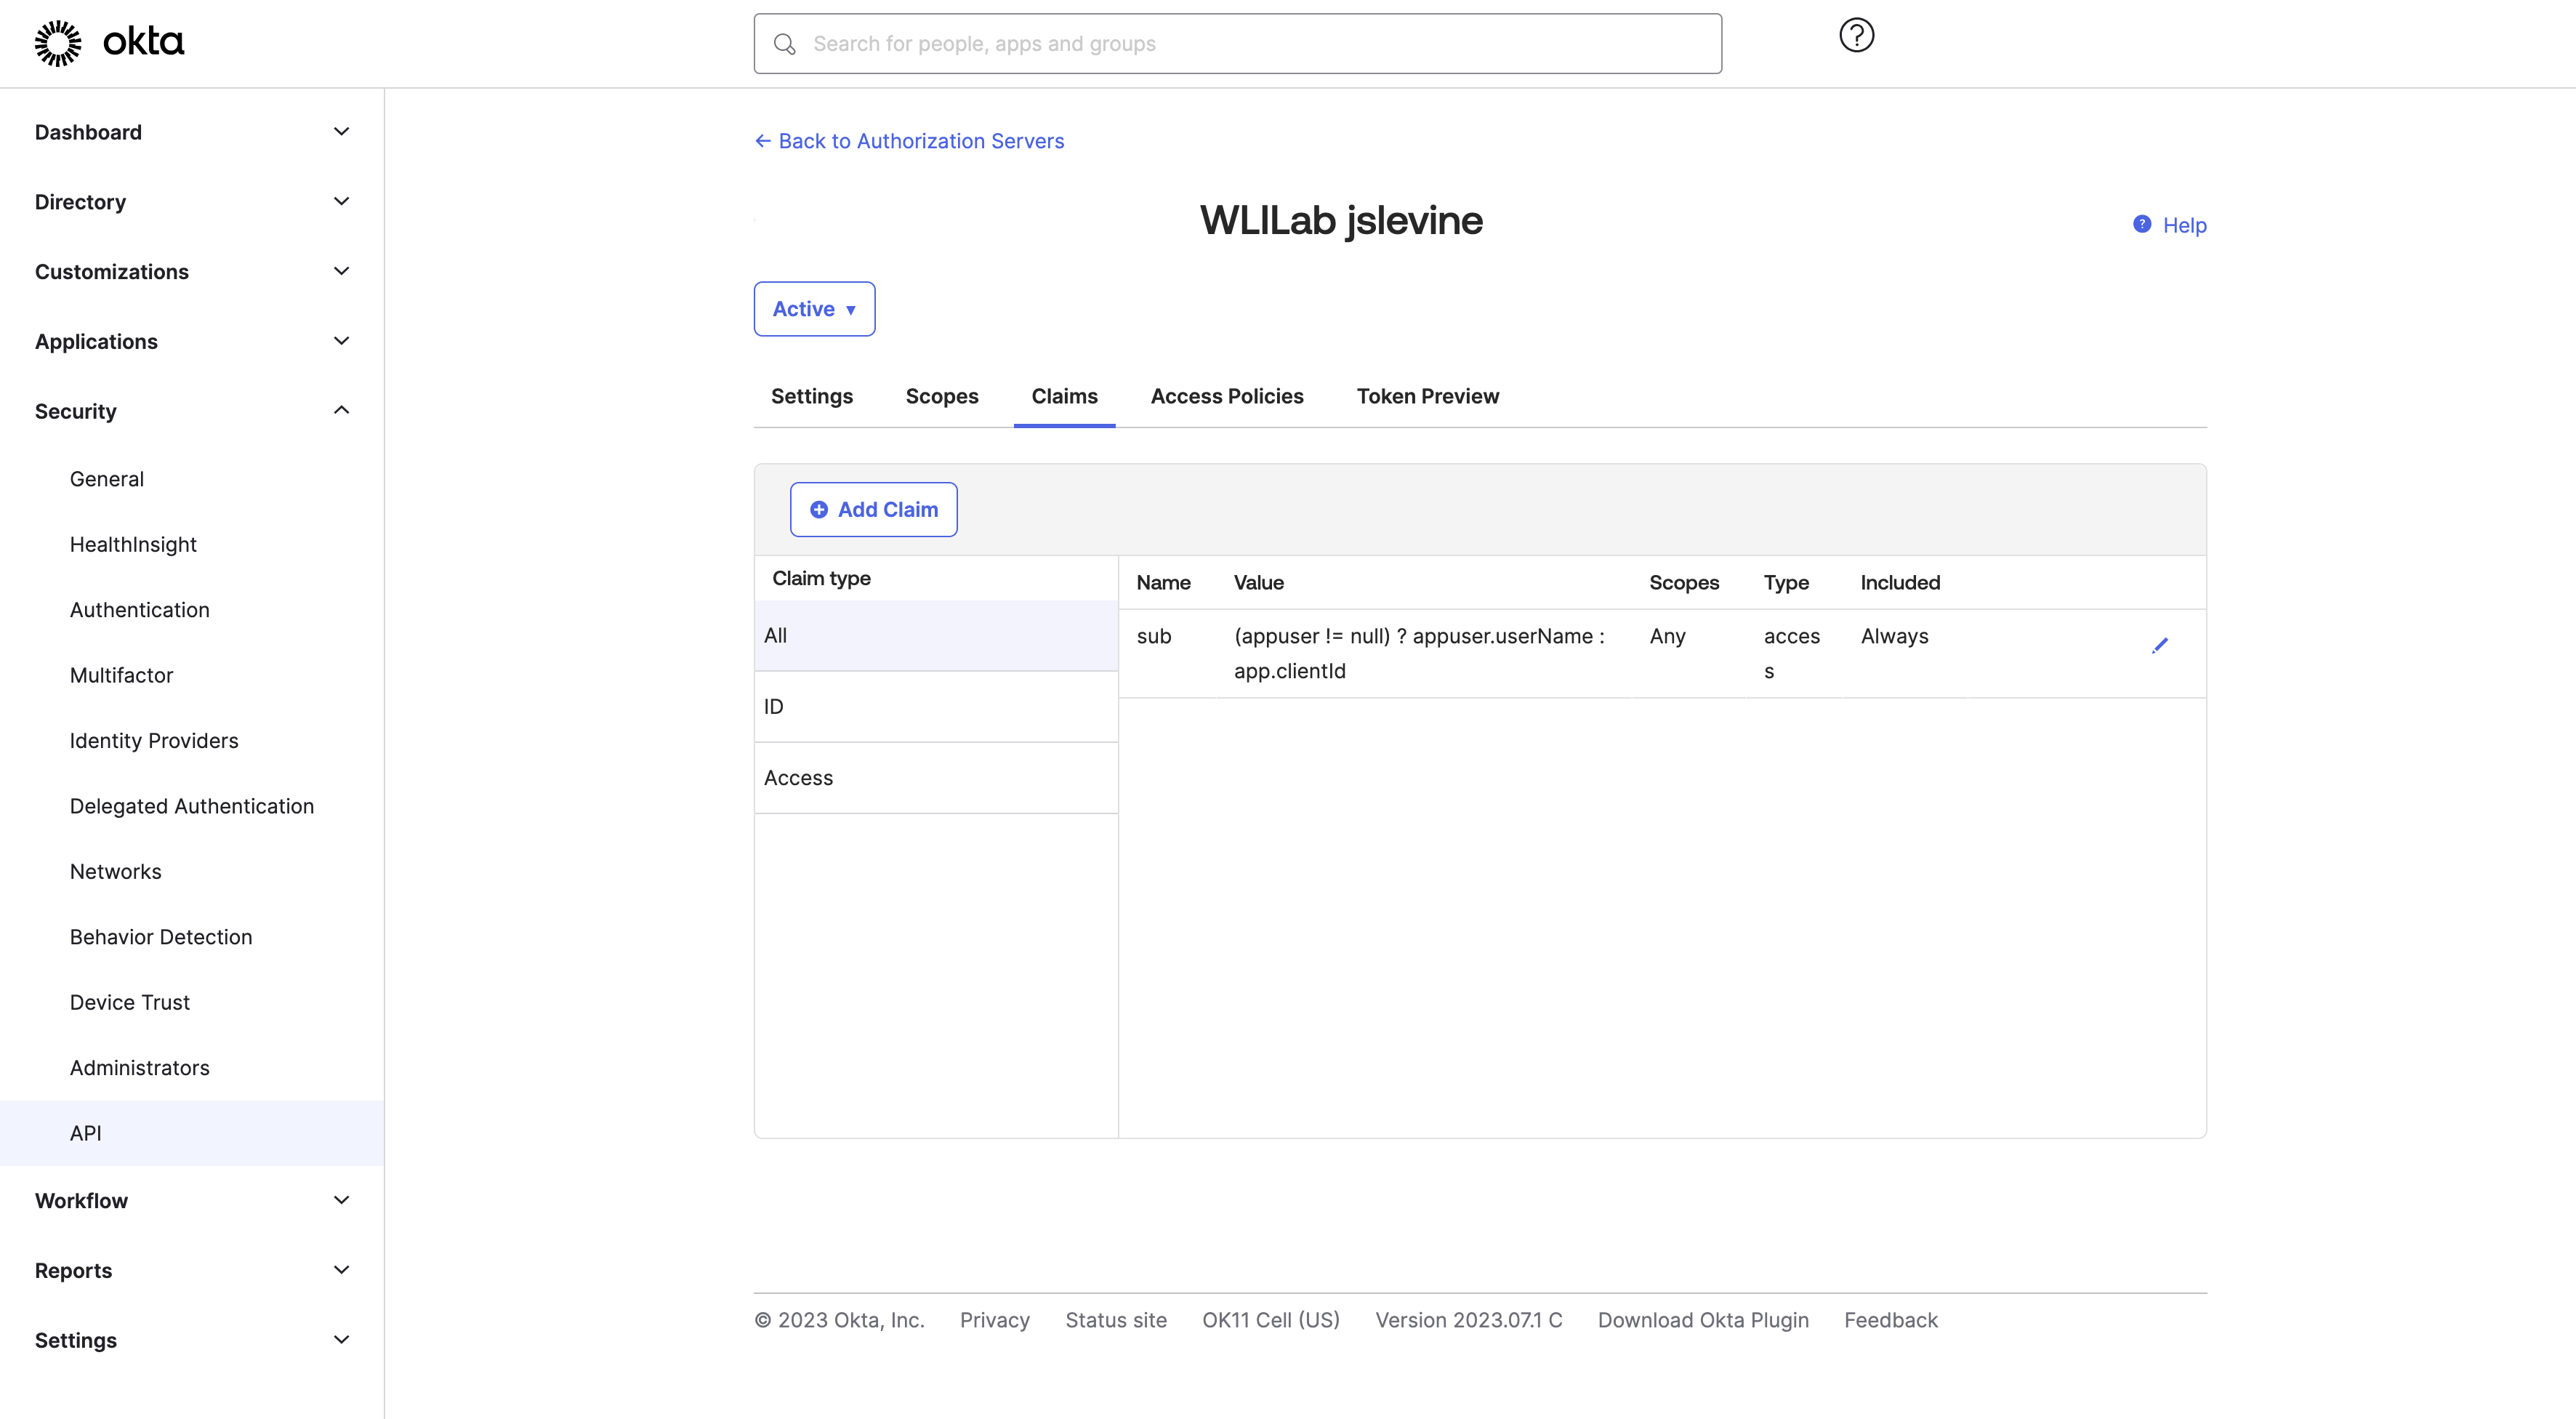 okta
Search for people, apps and groups
?
Dashboard
Directory
Customizations
Applications
Security
General
HealthInsight
Authentication
Multifactor
Identity Providers
Delegated Authentication
Networks
Behavior Detection
Device Trust
Administrators
API
Workflow
Reports
Settings
← Back to Authorization Servers
WLILab jslevine
? Help
Active ▼
Settings Scopes Claims Access Policies Token Preview
Add Claim
Claim type
All
ID
Access
Name Value Scopes Type Included
sub (appuser != null) ? appuser.userName : Any acces Always
app.clientId s
© 2023 Okta, Inc. Privacy Status site OK11 Cell (US) Version 2023.07.1 C Download Okta Plugin Feedback